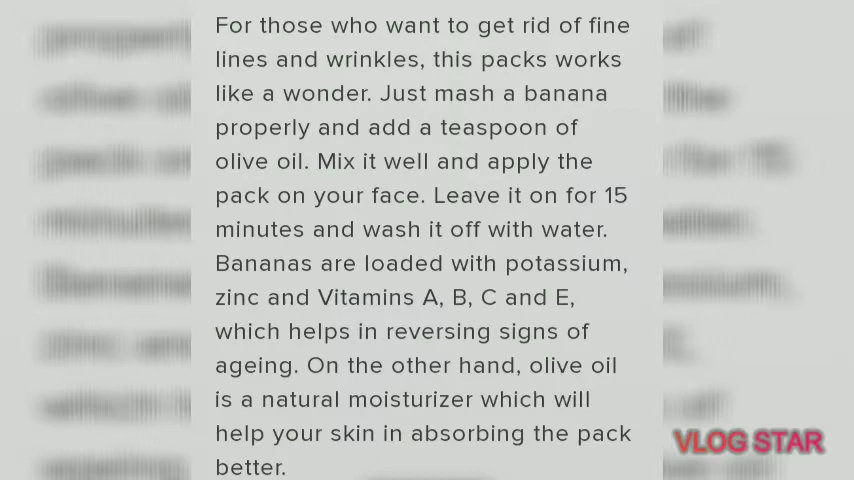 For those who want to get rid of fine
lines and wrinkles, this packs works
like a wonder. Just mash a banana
properly and add a teaspoon of
olive oil. Mix it well and apply the
pack on your face. Leave it on for 15
minutes and wash it off with water.
Bananas are loaded with potassium,
zinc and Vitamins A, B, C and E,
which helps in reversing signs of
ageing. On the other hand, olive oil
is a natural moisturizer which will
help your skin in absorbing the pack
better.
VLOG STAR